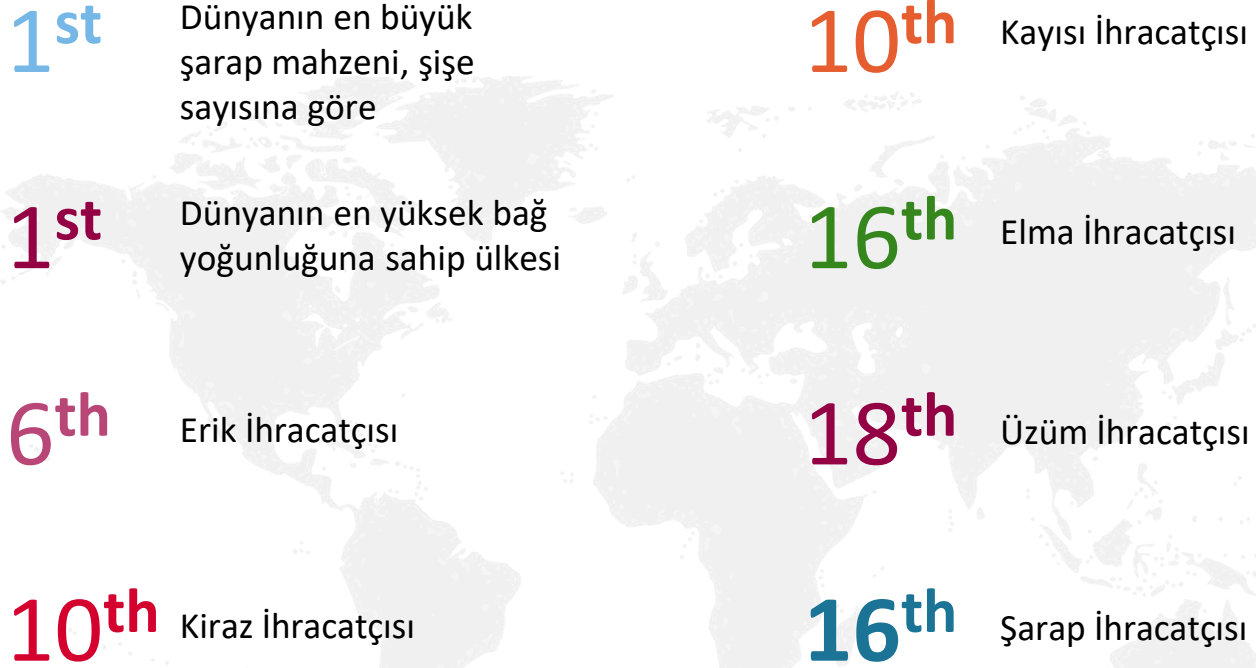 1st
Dünyanın en büyük
şarap mahzeni, şişe
sayısına göre
1st
Dünyanın en yüksek bağ
yoğunluğuna sahip ülkesi
6th
Erik İhracatçısı
10th
Kiraz İhracatçısı
10th
Kayısı İhracatçısı
16th
Elma İhracatçısı
18th
Üzüm İhracatçısı
16th
Şarap İhracatçısı